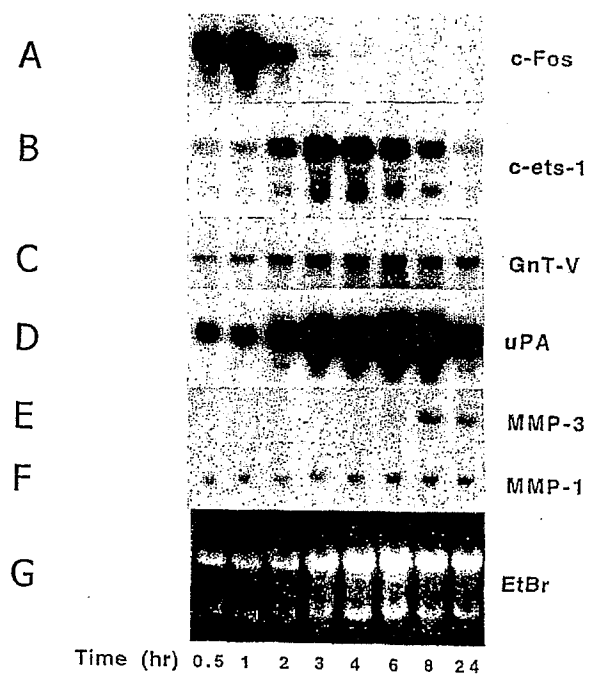 A c-Fos
B c-ets-1
C GnT-V
D uPA
E MMP-3
F MMP-1
G EtBr
Time (hr) 0.5 1 2 3 4 6 8 24